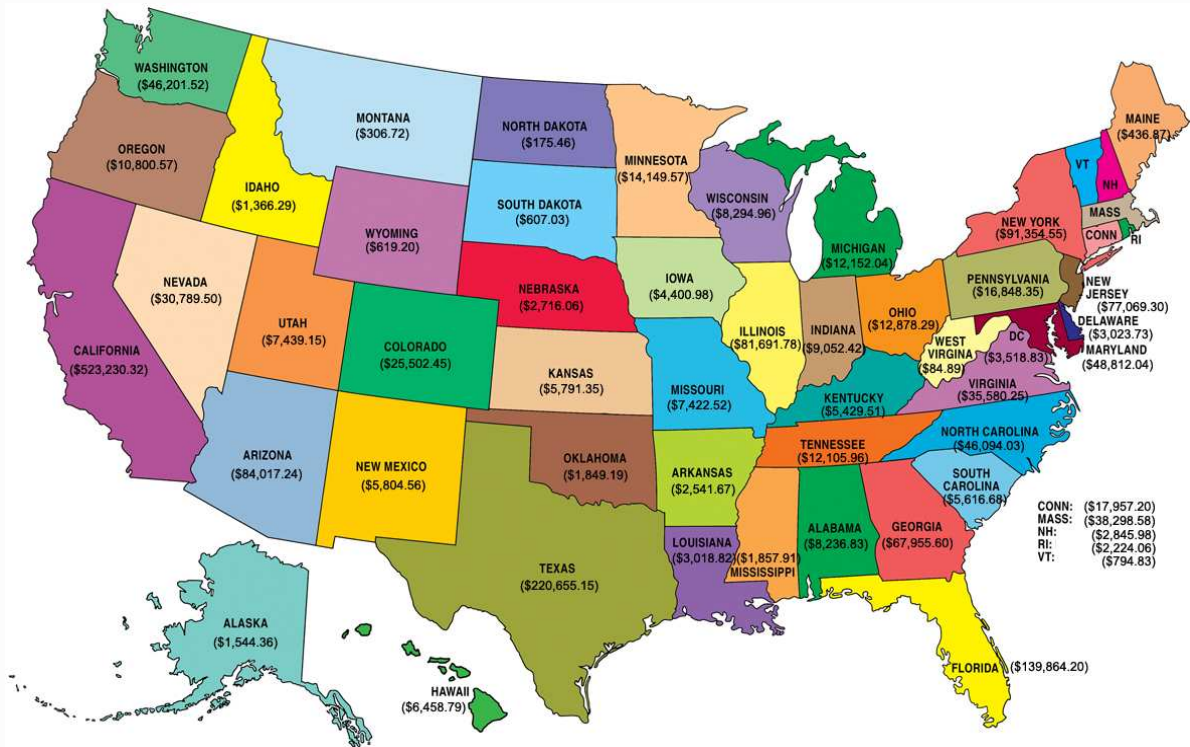 WASHINGTON
($46,201.52)
OREGON
($10,800.57)
IDAHO
($1,366.29)
MONTANA
($306.72)
NORTH DAKOTA
($175.46)
MINNESOTA
($14,149.57)
SOUTH DAKOTA
($607.03)
WYOMING
($619.20)
WISCONSIN
($8,294.96)
MICHIGAN
($12,152.04)
MAINE
($436.87)
VT
NH
MASS
CONN
RI
NEW YORK
($91,354.55)
PENNSYLVANIA
($16,848.35)
NEW
JERSEY
($77,069.30)
DELAWARE
($3,023.73)
MARYLAND
($48,812.04)
DC
($3,518.83)
CALIFORNIA
($523,230.32)
NEVADA
($30,789.50)
UTAH
($7,439.15)
COLORADO
($25,502.45)
NEBRASKA
($2,716.06)
IOWA
($4,400.98)
ILLINOIS
($81,691.78)
INDIANA
($9,052.42)
OHIO
($12,878.29)
WEST
VIRGINA
($84.89)
VIRGINIA
($35,580.25)
KANSAS
($5,791.35)
MISSOURI
($7,422.52)
KENTUCKY
($5,429.51)
TENNESSEE
($12,105.96)
NORTH CAROLINA
($46,094.03)
SOUTH
CAROLINA
($5,616.68)
ARIZONA
($84,017.24)
NEW MEXICO
($5,804.56)
OKLAHOMA
($1,849.19)
ARKANSAS
($2,541.67)
TEXAS
($220,655.15)
LOUISIANA
($3,018.82)
($1,857.91)
MISSISSIPPI
ALABAMA
($8,236.83)
GEORGIA
($67,955.60)
CONN: ($17,957.20)
MASS: ($38,298.58)
NH: ($2,845.98)
RI: ($2,224.06)
VT: ($794.83)
ALASKA
($1,544.36)
HAWAII
($6,458.79)
FLORIDA
($139,864.20)